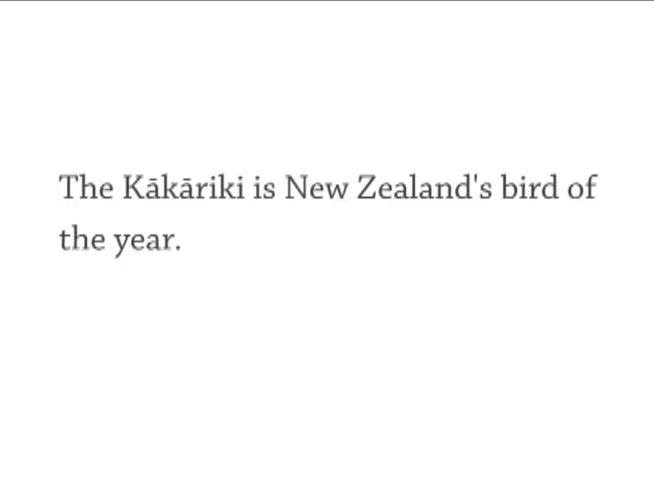 The Kākāriki is New Zealand's bird of
the year.